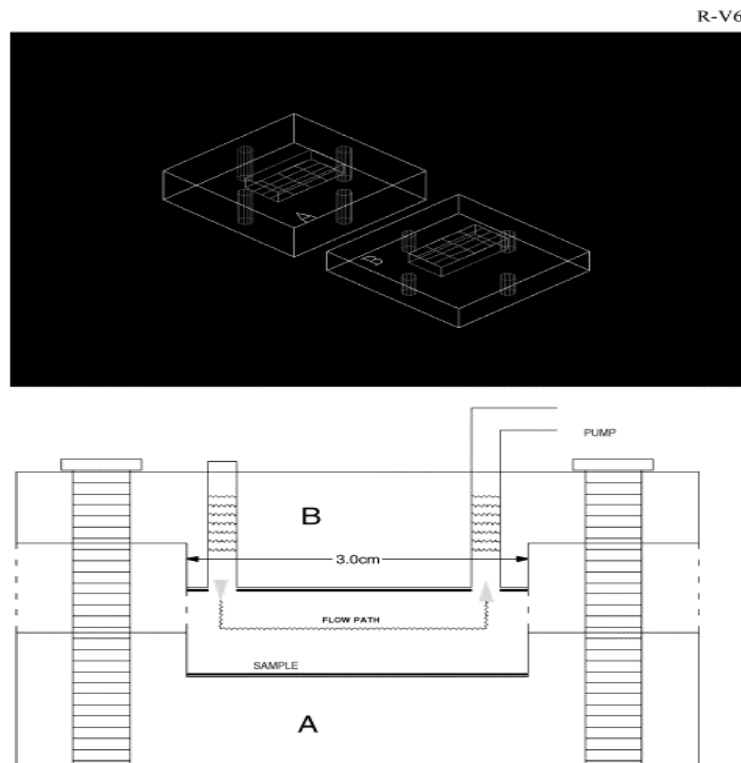 R-V6
A
B
PUMP
B
3.0cm
FLOW PATH
SAMPLE
A